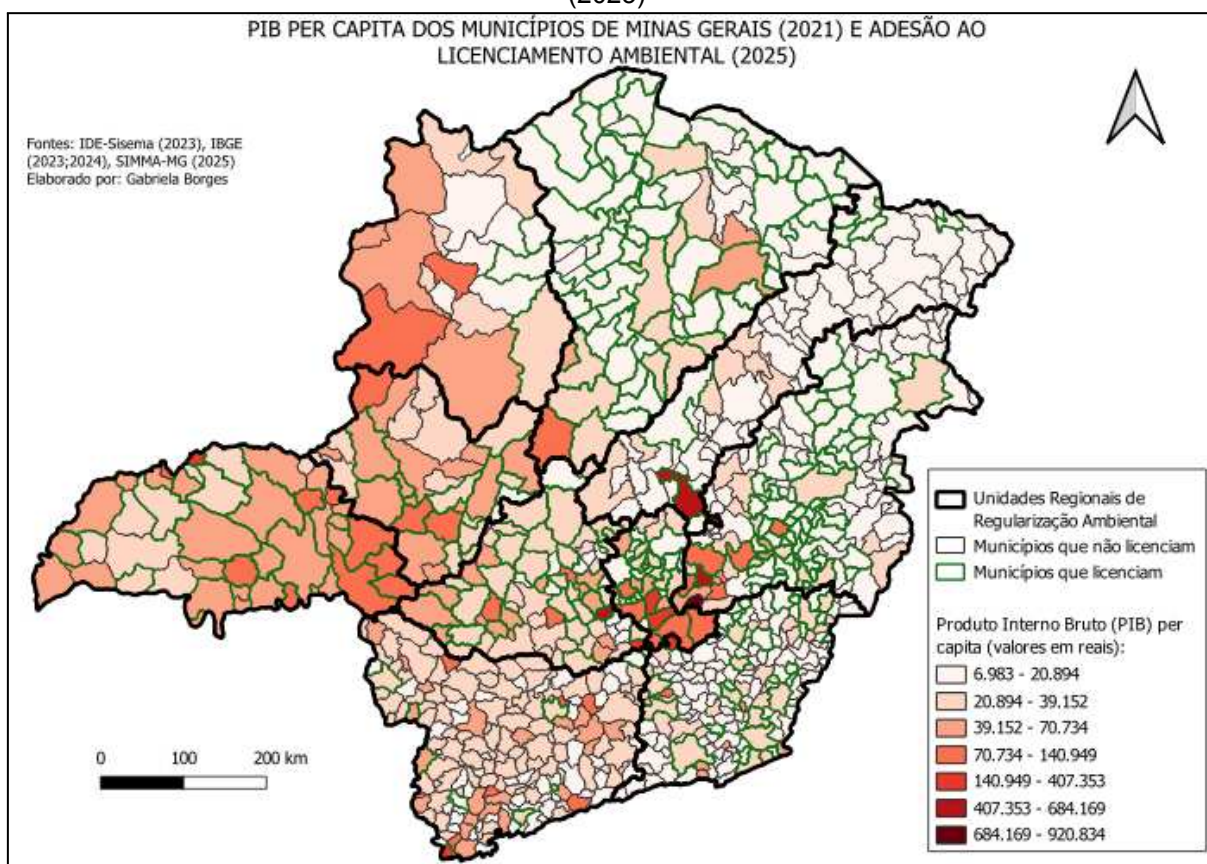 (2025)
PIB PER CAPITA DOS MUNICÍPIOS DE MINAS GERAIS (2021) E ADESÃO AO
LICENCIAMENTO AMBIENTAL (2025)
Fontes: IDE-Sisema (2023), IBGE
(2023;2024), SIMMA-MG (2025)
Elaborado por: Gabriela Borges
Unidades Regionais de
Regularização Ambiental
Municípios que não licenciam
Municípios que licenciam
Produto Interno Bruto (PIB) per
capita (valores em reais):
6.983 - 20.894
20.894 - 39.152
39.152 - 70.734
70.734 - 140.949
140.949 - 407.353
407.353 - 684.169
684.169 - 920.834
0 100 200 km